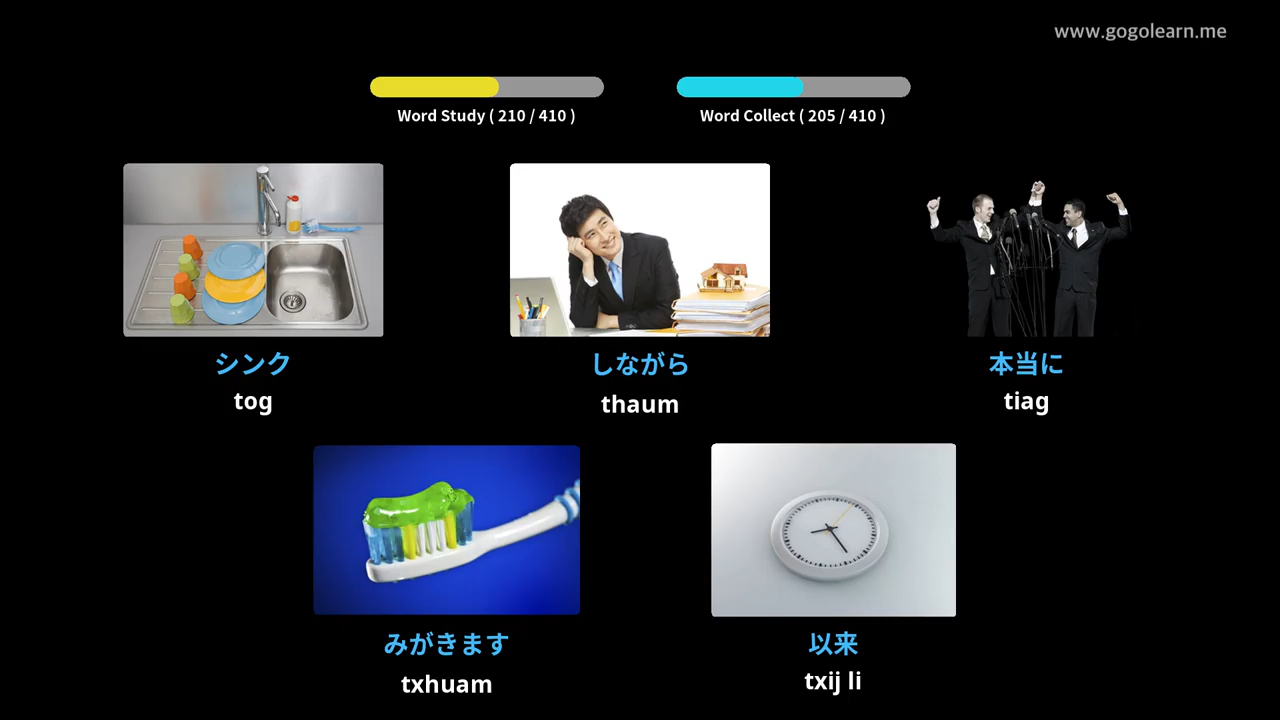 www.gogolearn.me
Word Study ( 210 / 410 )
Word Collect ( 205 / 410 )
シンク
tog
しながら
thaum
本当に
tiag
みがきます
txhuam
以来
txij li